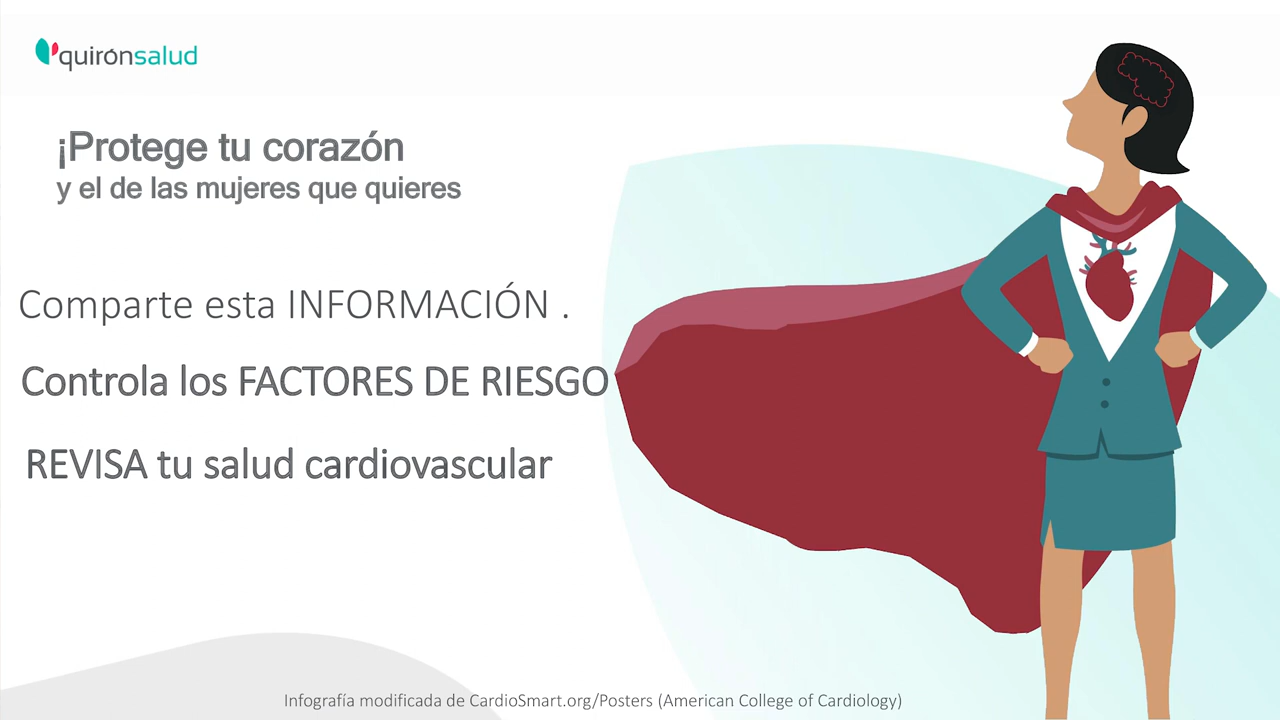 quirónsalud
¡Protege tu corazón
y el de las mujeres que quieres
Comparte esta INFORMACIÓN .
Controla los FACTORES DE RIESGO
REVISA tu salud cardiovascular
Infografía modificada de CardioSmart.org/Posters (American College of Cardiology)